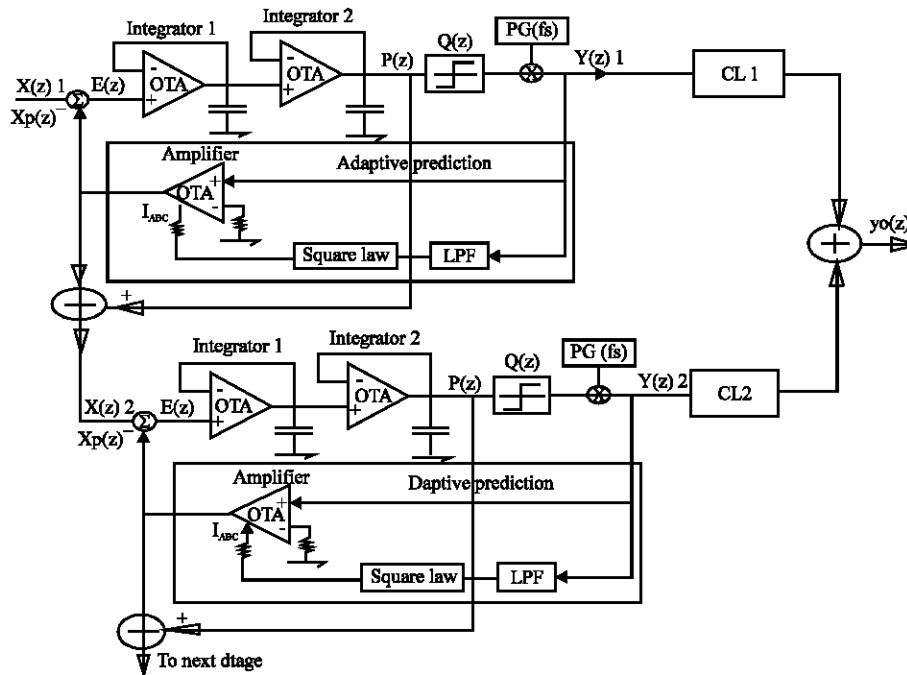 Integrator 1
Integrator 2
PG(fs)
Q(z)
P(z)
Y(z) 1
CL 1
X(z) 1
Σ
E(z)
-
OTA
+
-
OTA
+
Xp(z)
−
Amplifier
Adaptive prediction
+
OTA
-
I_ABC
Square law
LPF
+
yo(z)
+
Integrator 1
Integrator 2
PG (fs)
Q(z)
P(z)
Y(z) 2
CL2
X(z) 2
Σ
E(z)
-
OTA
+
-
OTA
+
Xp(z)
−
Amplifier
Daptive prediction
+
OTA
-
I_ABC
Square law
LPF
+
To next dtage